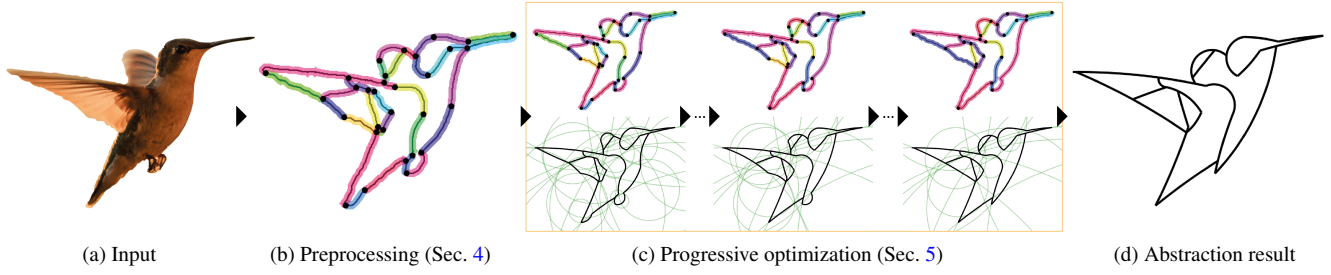 ... ...
(a) Input
(b) Preprocessing (Sec. 4)
(c) Progressive optimization (Sec. 5)
(d) Abstraction result